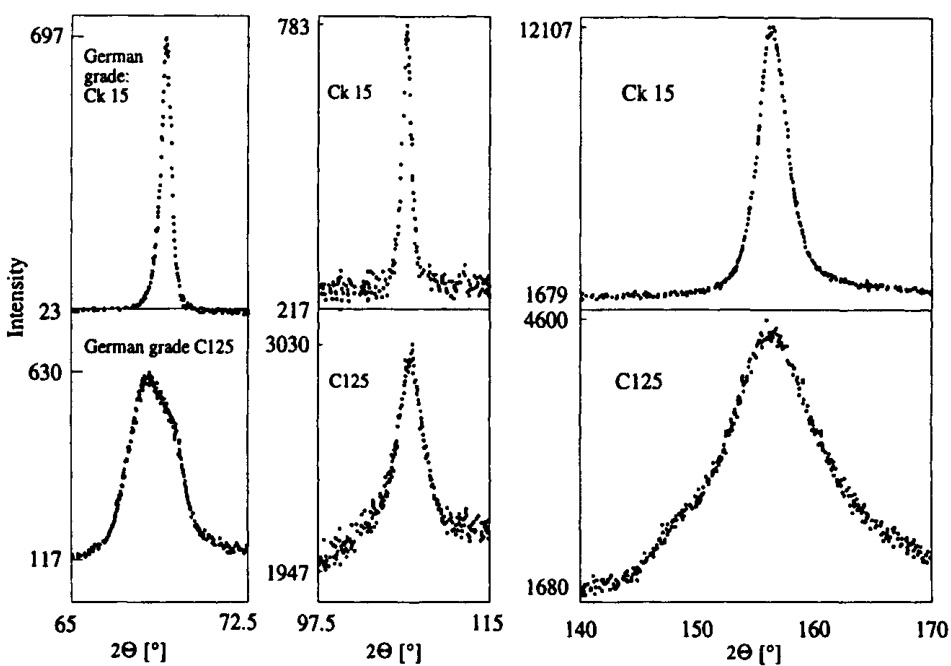 697
German
grade:
Ck 15
23
783
Ck 15
217
12107
Ck 15
1679
Intensity
630
German grade C125
117
65
72.5
2Θ [°]
3030
C125
1947
97.5
115
2Θ [°]
4600
C125
1680
140
150
160
170
2Θ [°]